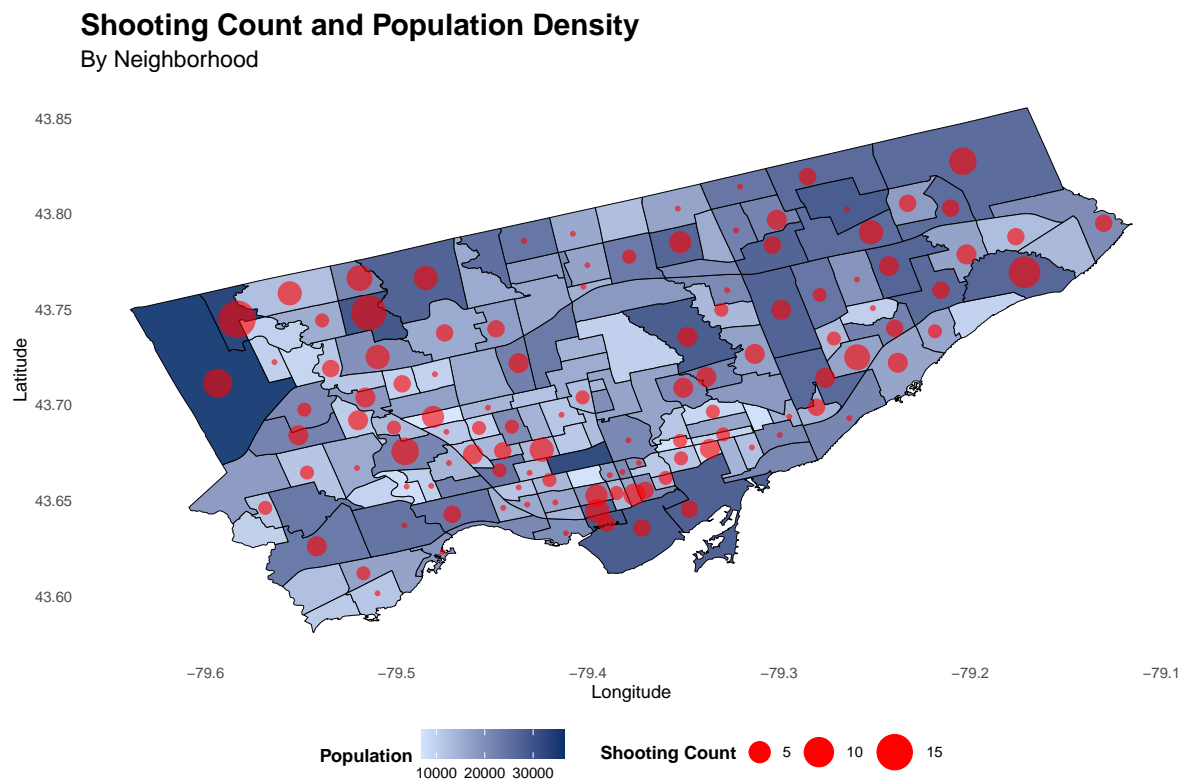 Shooting Count and Population Density
By Neighborhood
43.85
43.80
43.75
43.70
43.65
43.60
Latitude
−79.6 −79.5 −79.4 −79.3 −79.2 −79.1
Longitude
Population
10000 20000 30000
Shooting Count 5 10 15